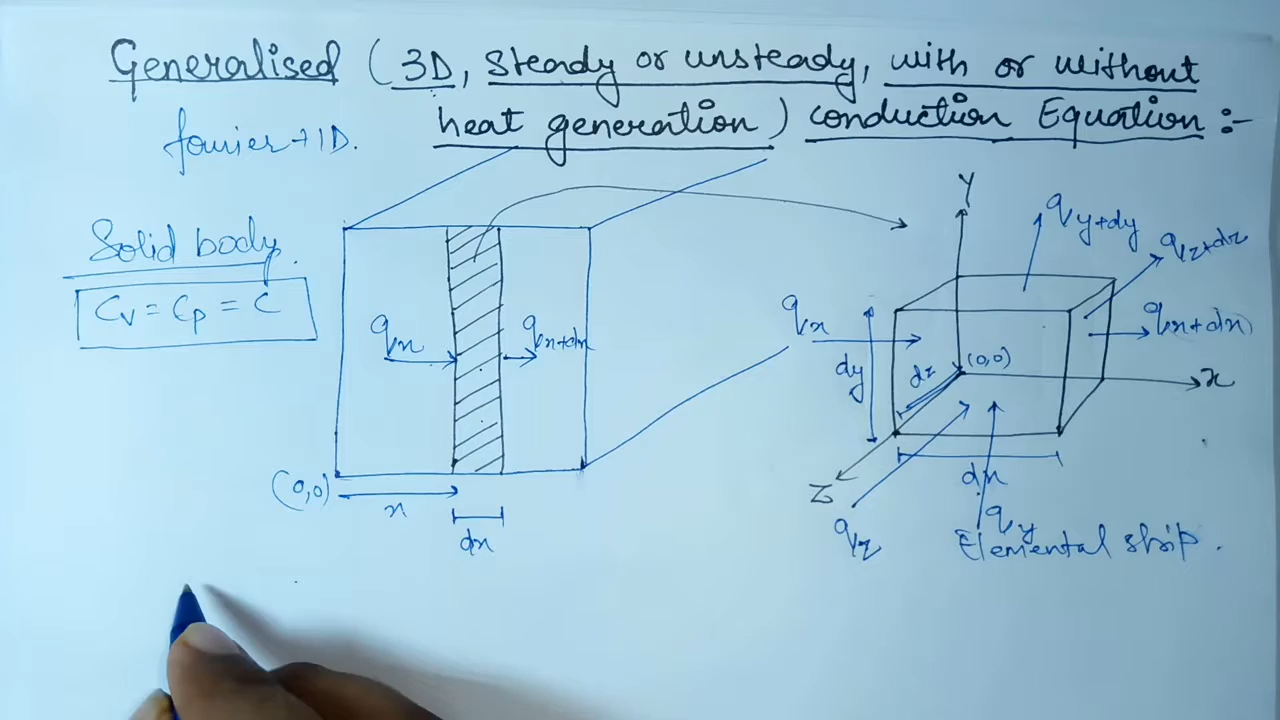 Generalised (3D, steady or unsteady, with or without
heat generation) conduction Equation :-
fourier → 1D.
Solid body.
Cv = Cp = C
qx
qx+dx
(0,0)
x
dx
Y
qy+dy
qz+dz
qx
q(x+dx)
dy
dz
(0,0)
x
Z
dx
qz
qy
Elemental strip.